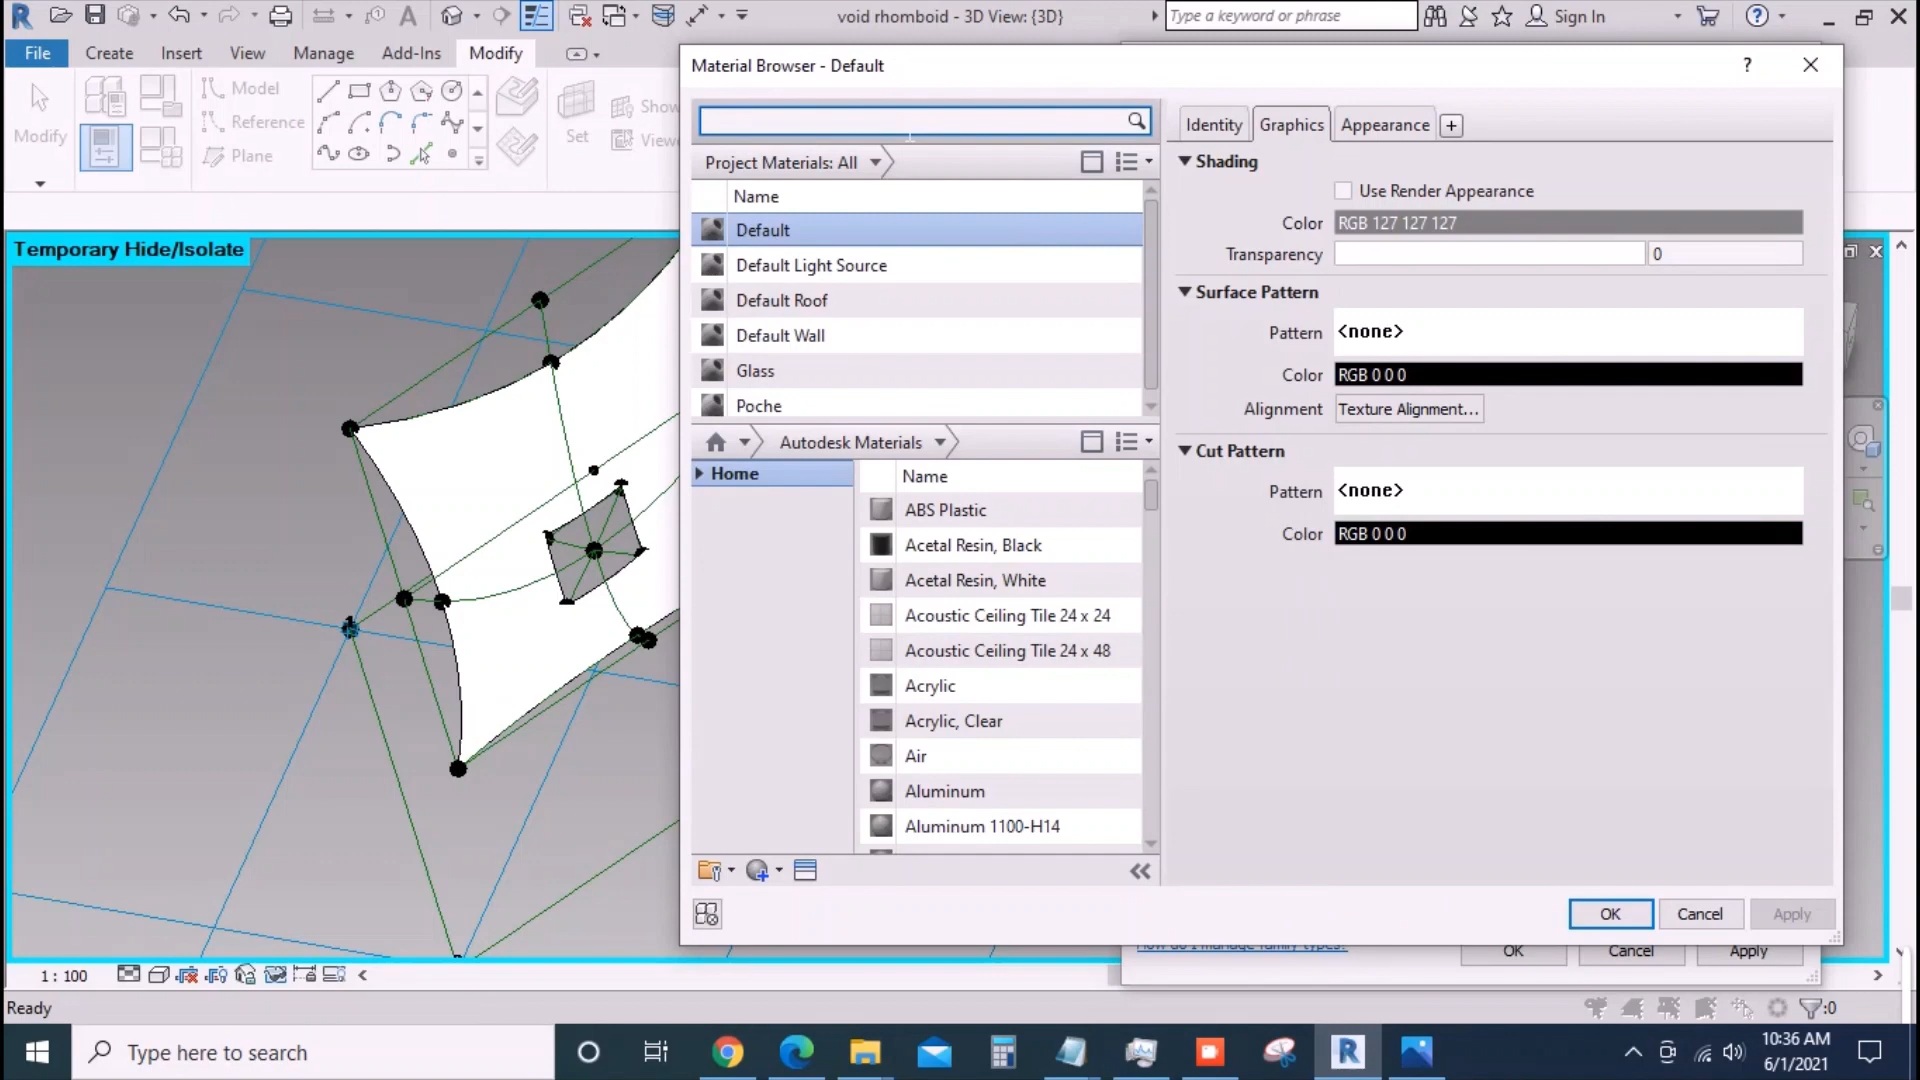 void rhomboid - 3D View: {3D}
Type a keyword or phrase
Sign In
File
Create
Insert
View
Manage
Add-Ins
Modify
Modify
Model
Reference
Plane
Set
Show
Temporary Hide/Isolate
Material Browser - Default
Project Materials: All
Name
Default
Default Light Source
Default Roof
Default Wall
Glass
Poche
Autodesk Materials
Home
Name
ABS Plastic
Acetal Resin, Black
Acetal Resin, White
Acoustic Ceiling Tile 24 x 24
Acoustic Ceiling Tile 24 x 48
Acrylic
Acrylic, Clear
Air
Aluminum
Aluminum 1100-H14
Identity
Graphics
Appearance
Shading
Use Render Appearance
Color
RGB 127 127 127
Transparency
0
Surface Pattern
Pattern
<none>
Color
RGB 0 0 0
Alignment
Texture Alignment...
Cut Pattern
Pattern
<none>
Color
RGB 0 0 0
OK
Cancel
Apply
How do I manage family types?
OK
Cancel
Apply
1
1 : 100
Ready
:0
Type here to search
10:36 AM
6/1/2021